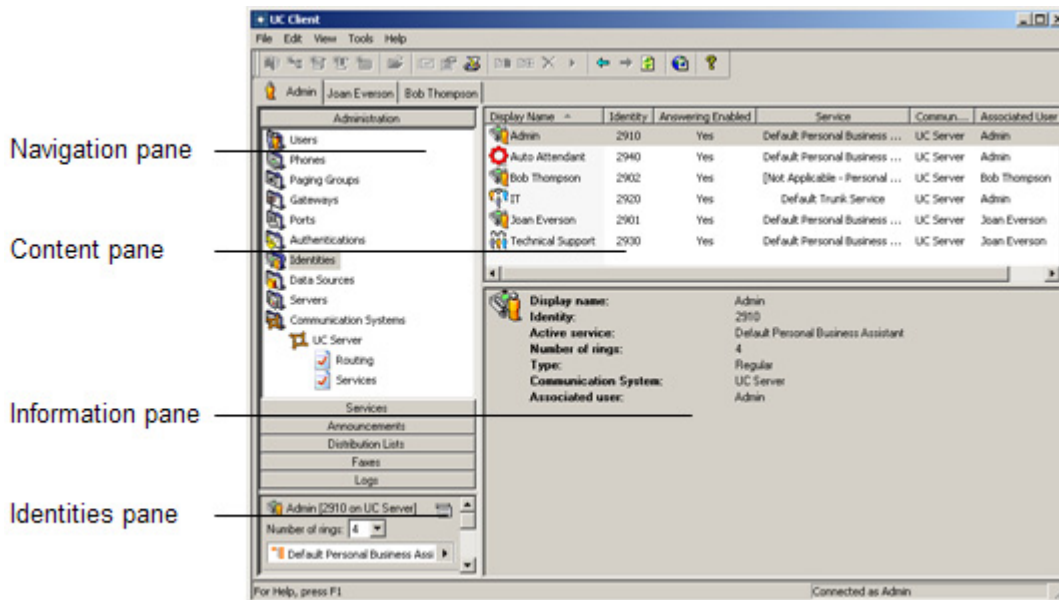 UC Client
File Edit View Tools Help
Admin Joan Everson Bob Thompson
Navigation pane
Content pane
Information pane
Identities pane
Administration
Users
Phones
Paging Groups
Gateways
Ports
Authentications
Identities
Data Sources
Servers
Communication Systems
UC Server
Routing
Services
Services
Announcements
Distribution Lists
Faxes
Logs
Admin [2910 on UC Server]
Number of rings: 4
Default Personal Business Assi
Display Name Identity Answering Enabled Service Commun... Associated User
Admin 2910 Yes Default Personal Business ... UC Server Admin
Auto Attendant 2940 Yes Default Personal Business ... UC Server Admin
Bob Thompson 2902 Yes [Not Applicable - Personal ... UC Server Bob Thompson
IT 2920 Yes Default Trunk Service UC Server Admin
Joan Everson 2901 Yes Default Personal Business ... UC Server Joan Everson
Technical Support 2930 Yes Default Personal Business ... UC Server Joan Everson
Display name: Admin
Identity: 2910
Active service: Default Personal Business Assistant
Number of rings: 4
Type: Regular
Communication System: UC Server
Associated user: Admin
For Help, press F1
Connected as Admin